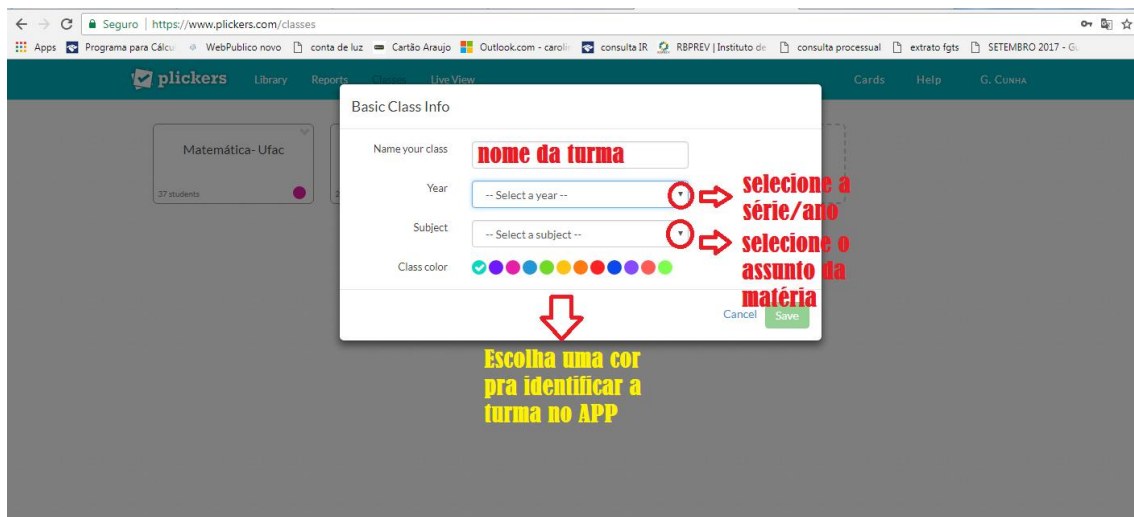 Seguro | https://www.plickers.com/classes
Apps Programa para Cálcu WebPublico novo conta de luz Cartão Araujo Outlook.com - caroli consulta IR RBPREV | Instituto de consulta processual extrato fgts SETEMBRO 2017 - G
plickers Library Reports Classes Live View Cards Help G. CUNHA
Basic Class Info
Matemática- Ufac
37 students
Name your class nome da turma
Year -- Select a year --
selecione a
série/ano
Subject -- Select a subject --
selecione o
assunto da
matéria
Class color
Cancel Save
Escolha uma cor
pra identificar a
turma no APP